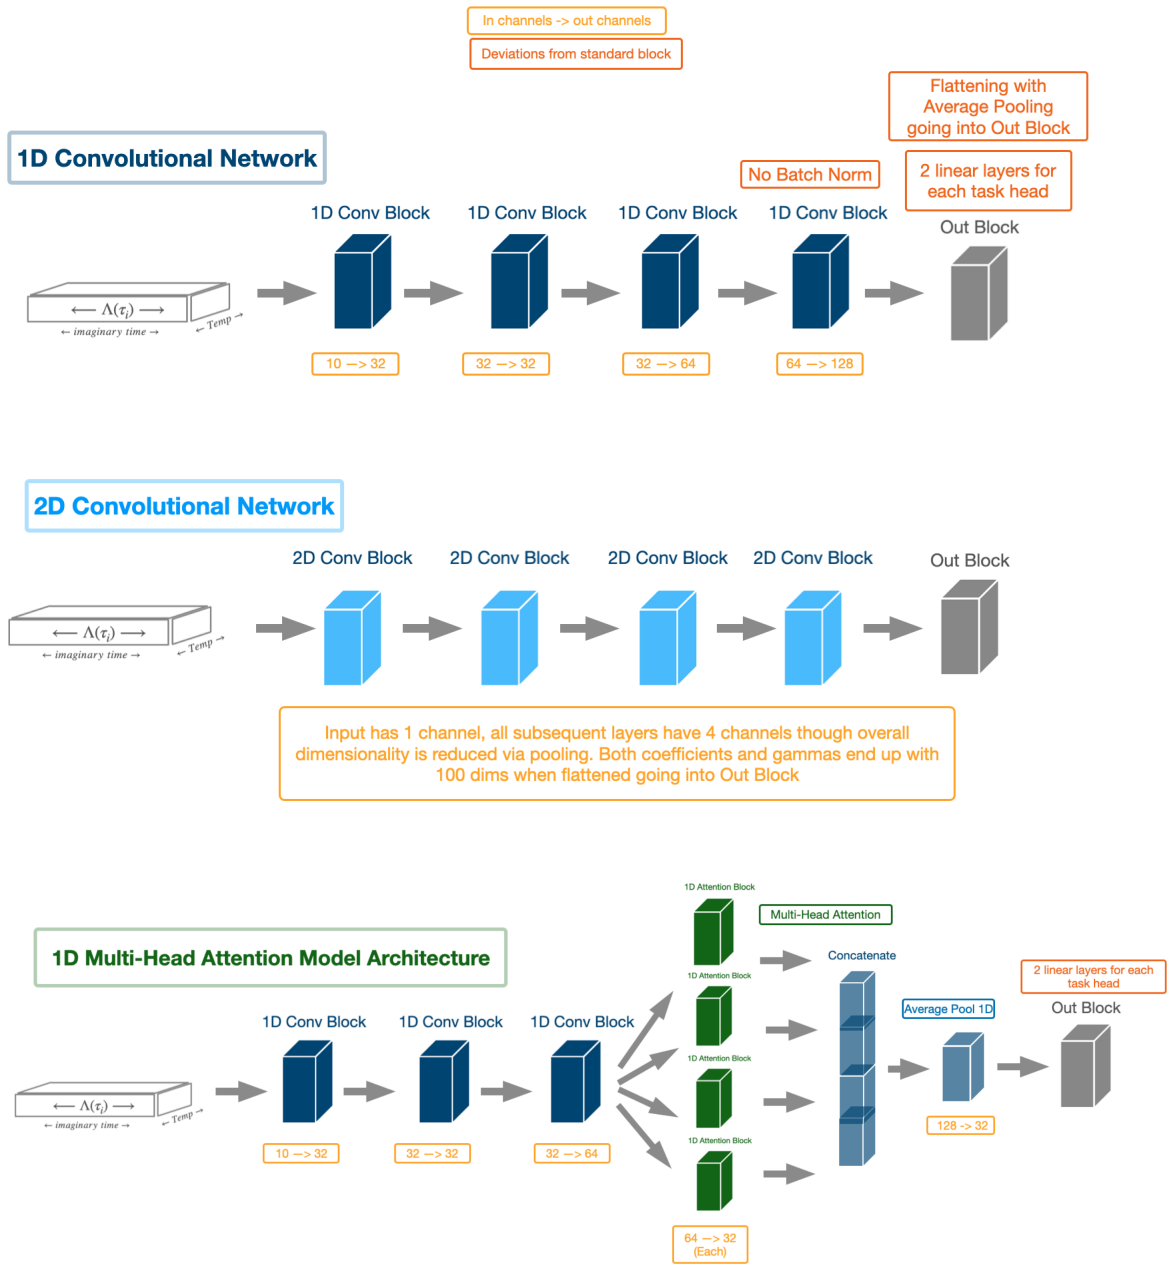 In channels -> out channels
Deviations from standard block
Flattening with
Average Pooling
going into Out Block
1D Convolutional Network
No Batch Norm
2 linear layers for
each task head
1D Conv Block
1D Conv Block
1D Conv Block
1D Conv Block
Out Block
← Λ(τᵢ) →
← imaginary time →
← Temp →
10 —> 32
32 —> 32
32 —> 64
64 —> 128
2D Convolutional Network
2D Conv Block
2D Conv Block
2D Conv Block
2D Conv Block
Out Block
← Λ(τᵢ) →
← imaginary time →
← Temp →
Input has 1 channel, all subsequent layers have 4 channels though overall
dimensionality is reduced via pooling. Both coefficients and gammas end up with
100 dims when flattened going into Out Block
1D Multi-Head Attention Model Architecture
1D Attention Block
Multi-Head Attention
1D Attention Block
1D Attention Block
1D Attention Block
Concatenate
2 linear layers for each
task head
Average Pool 1D
Out Block
1D Conv Block
1D Conv Block
1D Conv Block
← Λ(τᵢ) →
← imaginary time →
← Temp →
10 —> 32
32 —> 32
32 —> 64
128 -> 32
64 —> 32
(Each)